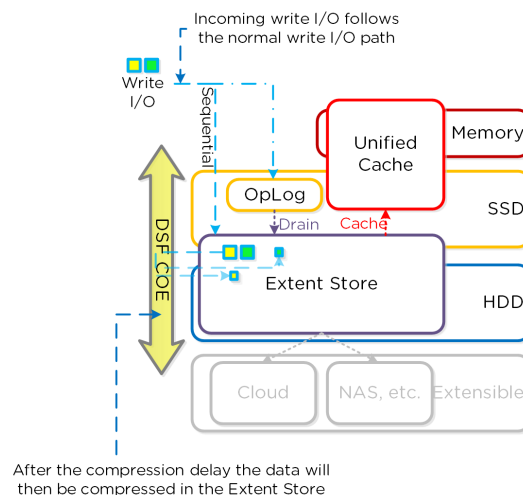 Incoming write I/O follows
the normal write I/O path
Write
I/O
Sequential
Unified
Cache
Memory
OpLog
SSD
Drain
Cache
DSF COE
Extent Store
HDD
Cloud
NAS, etc.
Extensible
After the compression delay the data will
then be compressed in the Extent Store